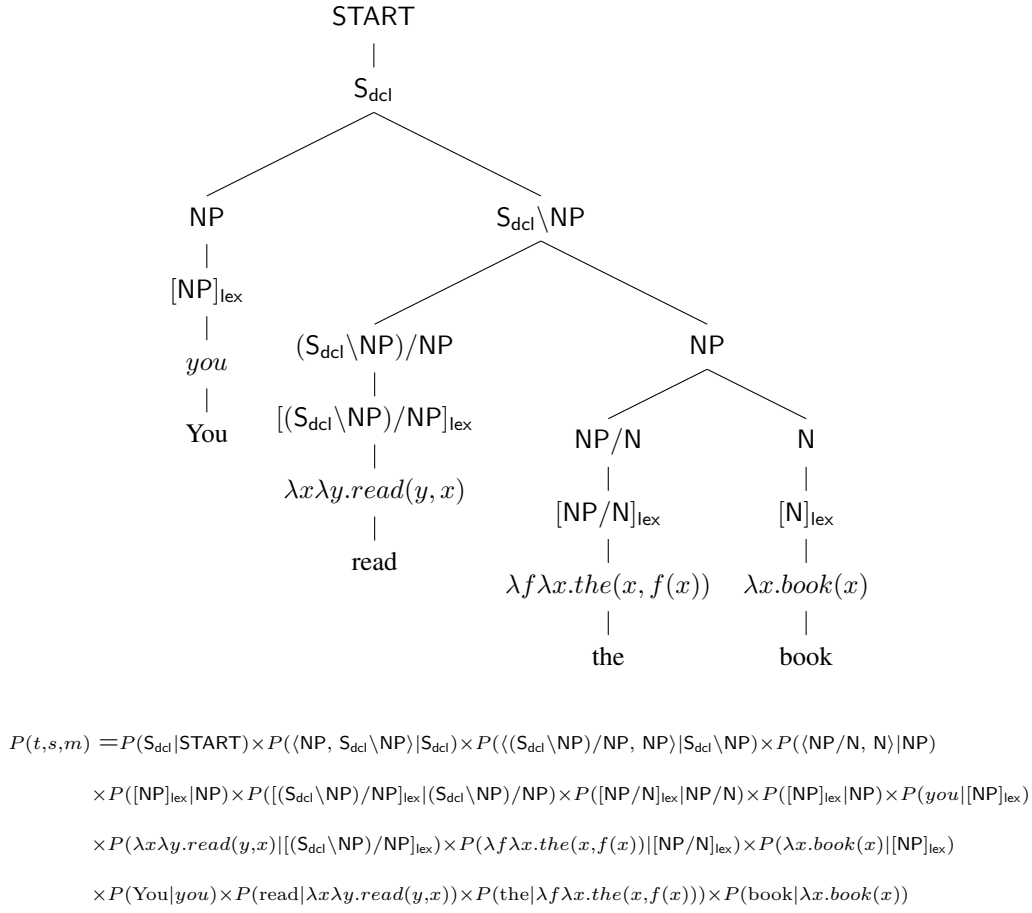 START
S_dcl
NP S_dcl\NP
[NP]_lex
(S_dcl\NP)/NP NP
you
[(S_dcl\NP)/NP]_lex
You NP/N N
λxλy.read(y, x)
[NP/N]_lex [N]_lex
read
λfλx.the(x, f(x)) λx.book(x)
the book
P(t,s,m) =P(S_dcl|START)×P(⟨NP, S_dcl\NP⟩|S_dcl)×P(⟨(S_dcl\NP)/NP, NP⟩|S_dcl\NP)×P(⟨NP/N, N⟩|NP)
×P([NP]_lex|NP)×P([(S_dcl\NP)/NP]_lex|(S_dcl\NP)/NP)×P([NP/N]_lex|NP/N)×P([NP]_lex|NP)×P(you|[NP]_lex)
×P(λxλy.read(y,x)|[(S_dcl\NP)/NP]_lex)×P(λfλx.the(x,f(x))|[NP/N]_lex)×P(λx.book(x)|[NP]_lex)
×P(You|you)×P(read|λxλy.read(y,x))×P(the|λfλx.the(x,f(x)))×P(book|λx.book(x))